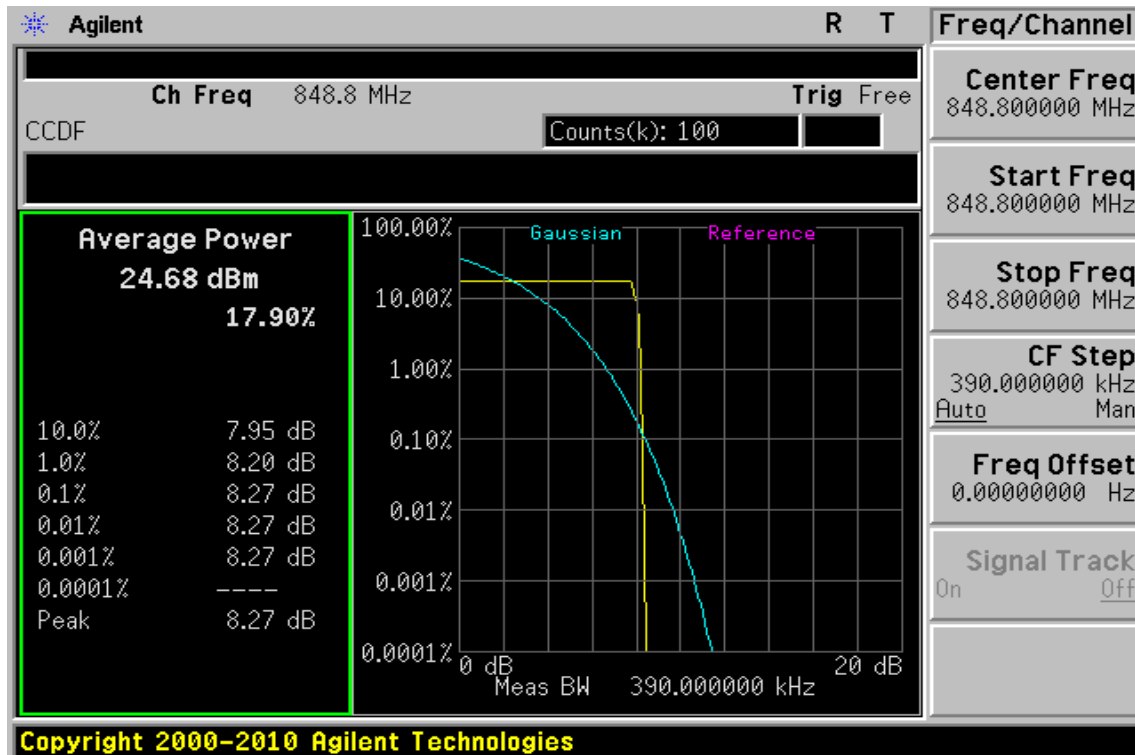 Agilent R T
Ch Freq 848.8 MHz Trig Free
CCDF Counts(k): 100
Average Power
24.68 dBm
17.90%
10.0% 7.95 dB
1.0% 8.20 dB
0.1% 8.27 dB
0.01% 8.27 dB
0.001% 8.27 dB
0.0001% ----
Peak 8.27 dB
Gaussian Reference
100.00%
10.00%
1.00%
0.10%
0.01%
0.001%
0.0001%
0 dB 20 dB
Meas BW 390.000000 kHz
Freq/Channel
Center Freq
848.800000 MHz
Start Freq
848.800000 MHz
Stop Freq
848.800000 MHz
CF Step
390.000000 kHz
Auto Man
Freq Offset
0.00000000 Hz
Signal Track
On Off
Copyright 2000-2010 Agilent Technologies